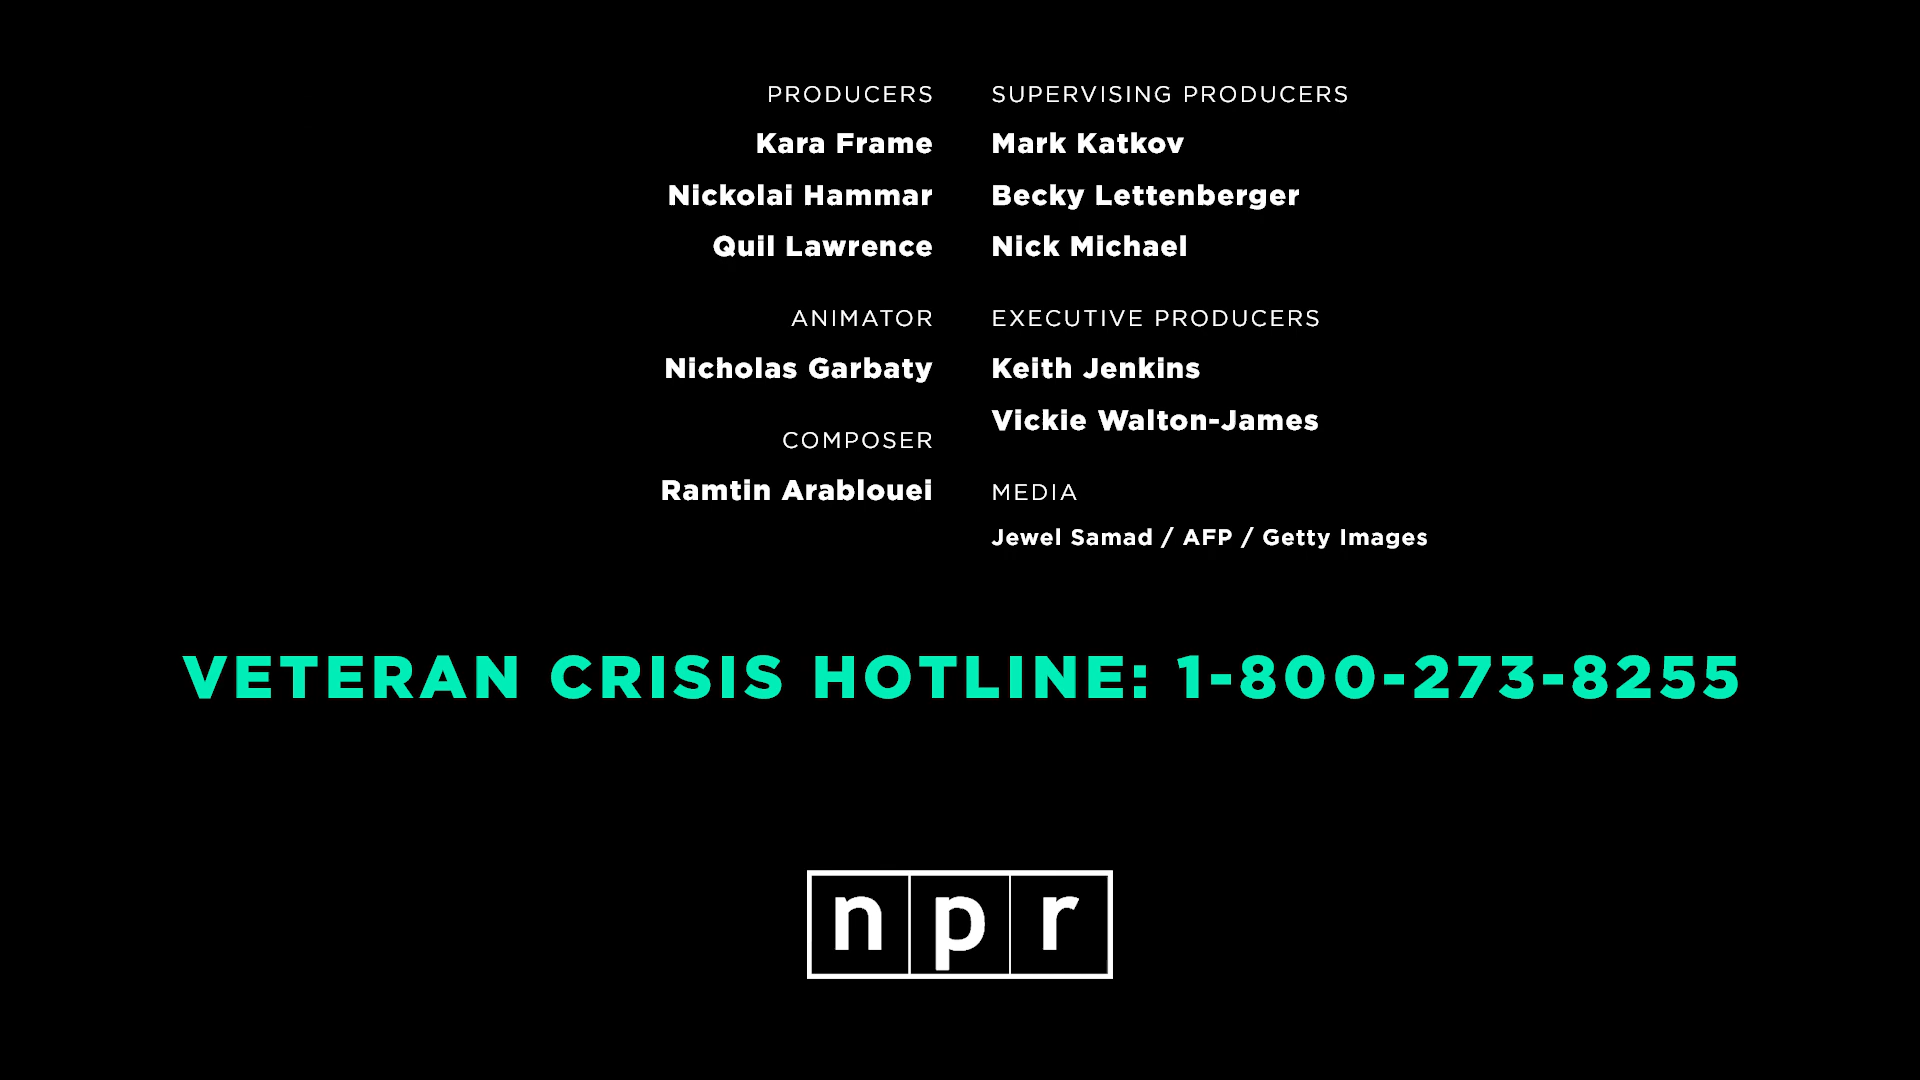 PRODUCERS
Kara Frame
Nickolai Hammar
Quil Lawrence
ANIMATOR
Nicholas Garbaty
COMPOSER
Ramtin Arablouei
SUPERVISING PRODUCERS
Mark Katkov
Becky Lettenberger
Nick Michael
EXECUTIVE PRODUCERS
Keith Jenkins
Vickie Walton-James
MEDIA
Jewel Samad / AFP / Getty Images
VETERAN CRISIS HOTLINE: 1-800-273-8255
npr